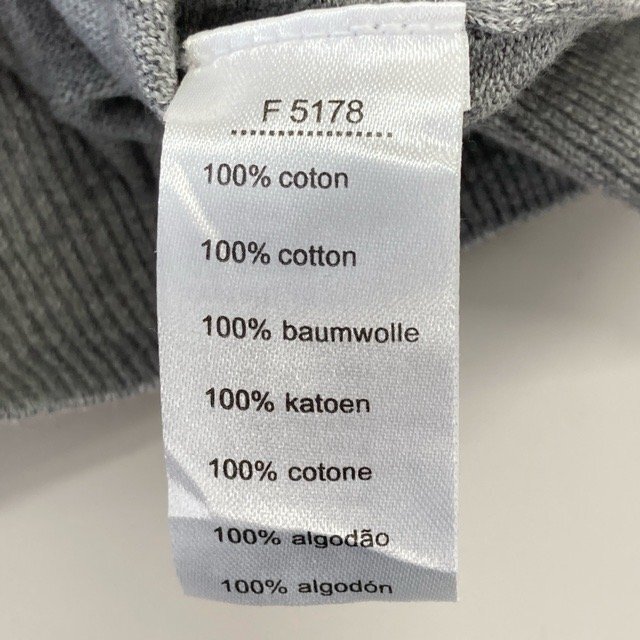 F 5178
100% coton
100% cotton
100% baumwolle
100% katoen
100% cotone
100% algodão
100% algodón